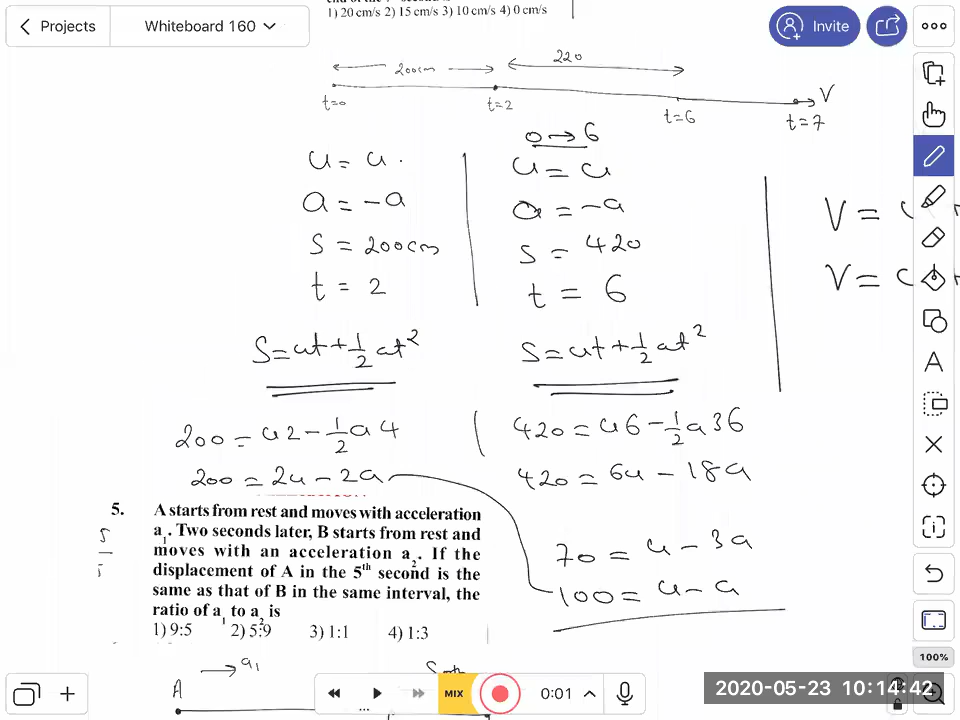 Projects
Whiteboard 160
Invite
1) 20 cm/s 2) 15 cm/s 3) 10 cm/s 4) 0 cm/s
200cm
220
t=0
t=2
t=6
t=7
V
0→6
u = u
a = -a
S = 200cm
t = 2
u = u
a = -a
S = 420
t = 6
V =
V =
S=ut+1/2 at²
S=ut+1/2 at²
200 = u2 - 1/2 a4
200 = 2u - 2a
420 = u6 - 1/2 a36
420 = 6u - 18a
70 = u - 3a
100 = u - a
5. A starts from rest and moves with acceleration
a₁. Two seconds later, B starts from rest and
moves with an acceleration a₂. If the
displacement of A in the 5th second is the
same as that of B in the same interval, the
ratio of a₁ to a₂ is
1) 9:5 2) 5:9 3) 1:1 4) 1:3
A
a₁
MIX
0:01
100%
2020-05-23 10:14:42